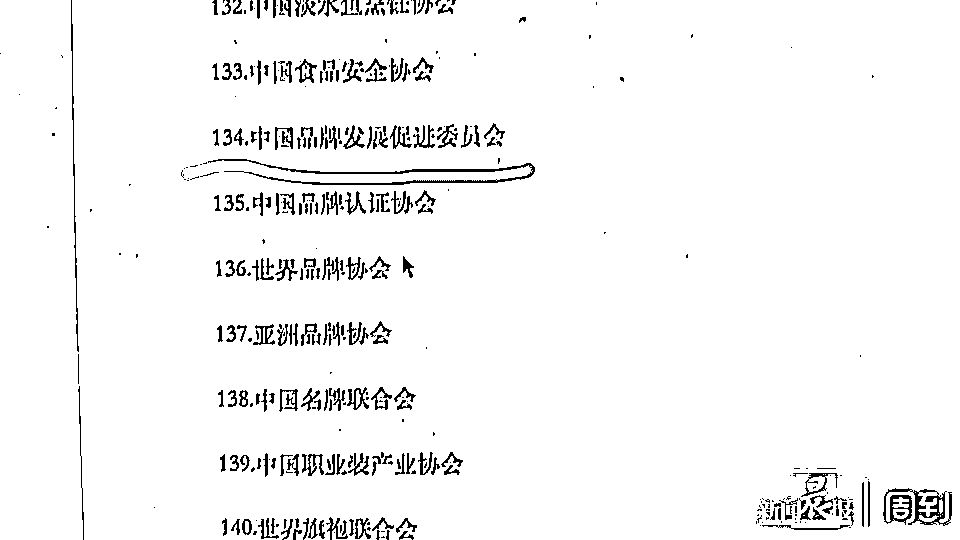 133.中国食品安全协会
134.中国品牌发展促进委员会
135.中国品牌认证协会
136.世界品牌协会
137.亚洲品牌协会
138.中国名牌联合会
139.中国职业装产业协会
140.世界旗袍联合会
周到